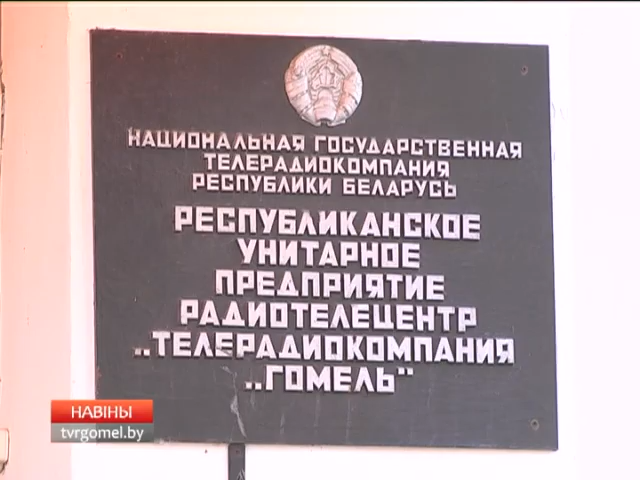 НАЦИОНАЛЬНАЯ ГОСУДАРСТВЕННАЯ
ТЕЛЕРАДИОКОМПАНИЯ
РЕСПУБЛИКИ БЕЛАРУСЬ
РЕСПУБЛИКАНСКОЕ
УНИТАРНОЕ
ПРЕДПРИЯТИЕ
РАДИОТЕЛЕЦЕНТР
„ТЕЛЕРАДИОКОМПАНИЯ
„ГОМЕЛЬ“
НАВІНЫ
tvrgomel.by